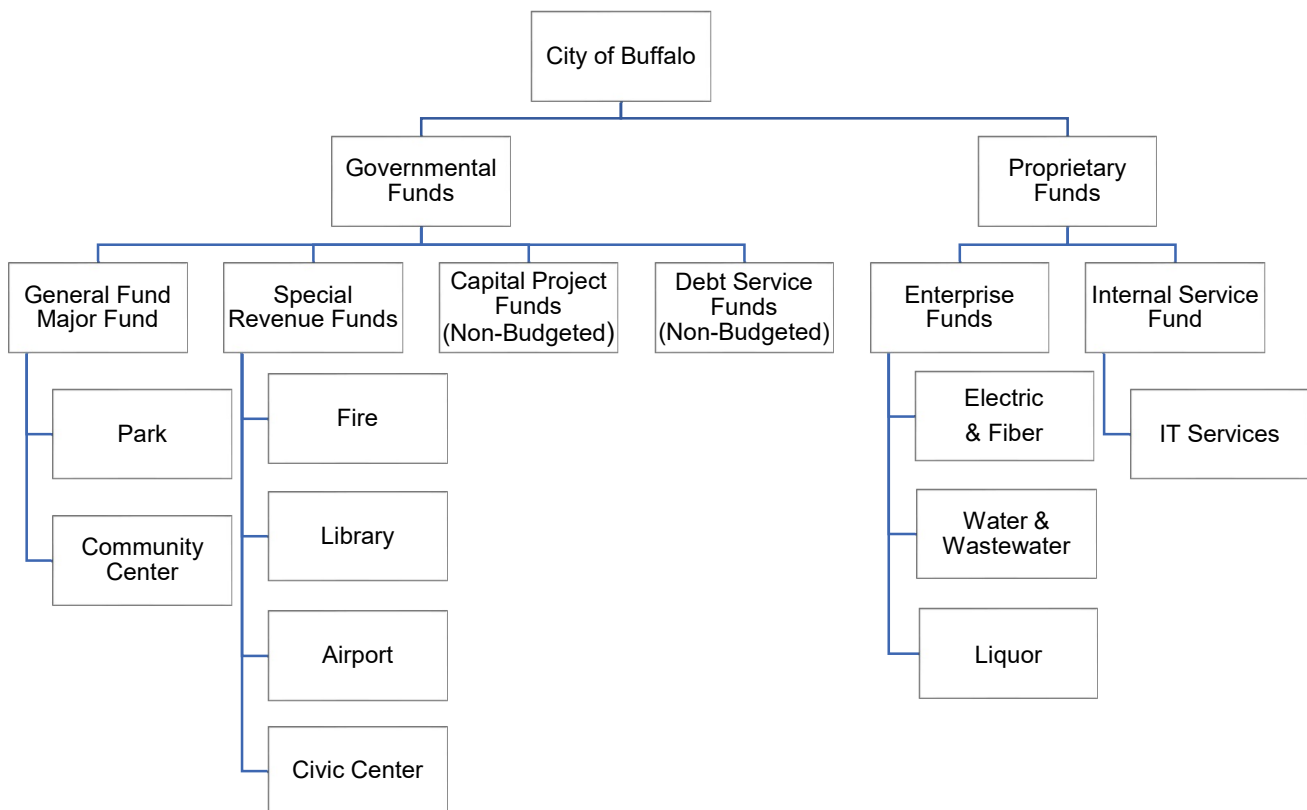 City of Buffalo
Governmental
Funds
Proprietary
Funds
General Fund
Major Fund
Special
Revenue Funds
Capital Project
Funds
(Non-Budgeted)
Debt Service
Funds
(Non-Budgeted)
Enterprise
Funds
Internal Service
Fund
Park
Community
Center
Fire
Library
Airport
Civic Center
Electric
& Fiber
Water &
Wastewater
Liquor
IT Services